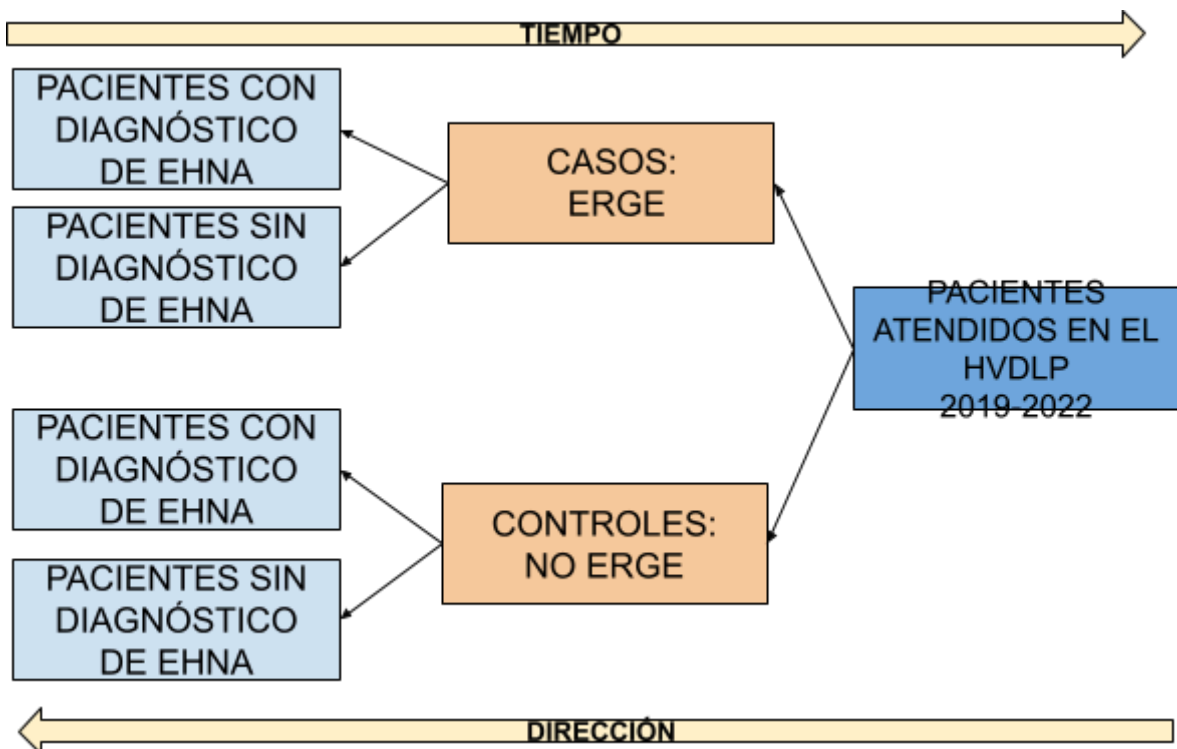 TIEMPO
PACIENTES CON
DIAGNÓSTICO
DE EHNA
PACIENTES SIN
DIAGNÓSTICO
DE EHNA
CASOS:
ERGE
PACIENTES
ATENDIDOS EN EL
HVDLP
2019-2022
PACIENTES CON
DIAGNÓSTICO
DE EHNA
PACIENTES SIN
DIAGNÓSTICO
DE EHNA
CONTROLES:
NO ERGE
DIRECCIÓN